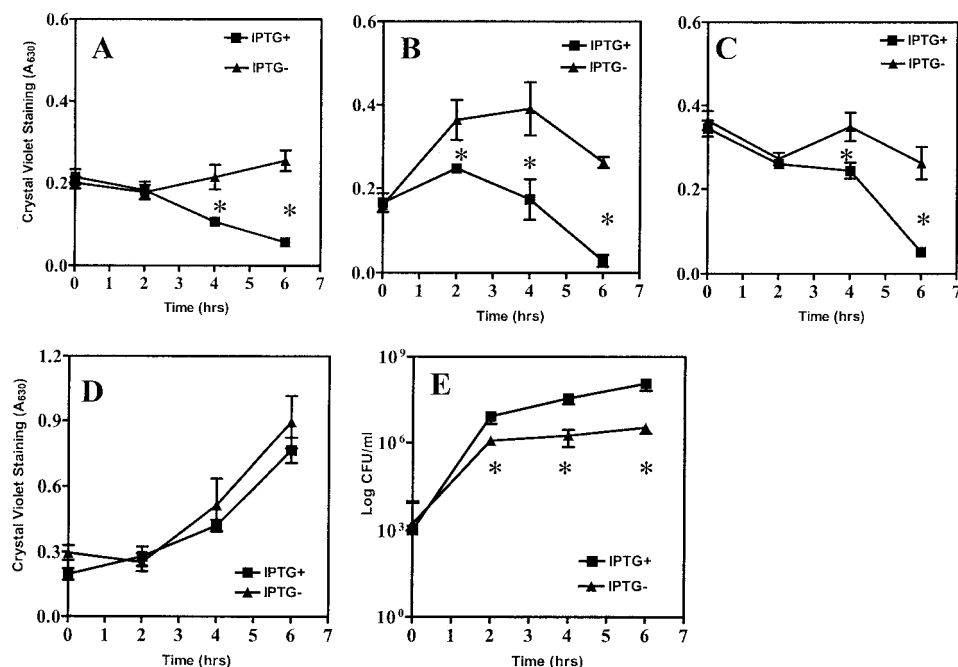 A
IPTG+
IPTG-
Crystal Violet Staining (A630)
0.6
0.4
0.2
0.0
0 1 2 3 4 5 6 7
Time (hrs)
* *
B
IPTG+
IPTG-
0.6
0.4
0.2
0.0
0 1 2 3 4 5 6 7
Time (hrs)
* * *
C
IPTG+
IPTG-
0.6
0.4
0.2
0.0
0 1 2 3 4 5 6 7
Time (hrs)
* *
D
Crystal Violet Staining (A630)
1.2
0.9
0.6
0.3
0.0
IPTG+
IPTG-
0 1 2 3 4 5 6 7
Time (hrs)
E
Log CFU/ml
10⁹
10⁶
10³
10⁰
* * *
IPTG+
IPTG-
0 1 2 3 4 5 6 7
Time (hrs)